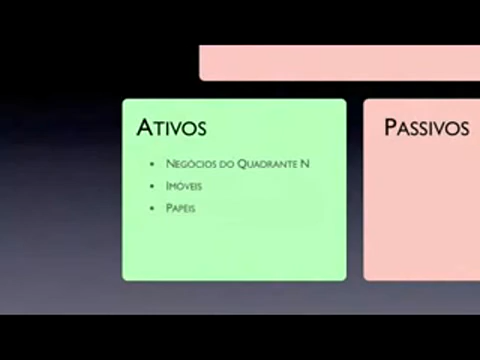 Ativos
Passivos
• Negócios do Quadrante N
• Imóveis
• Papéis